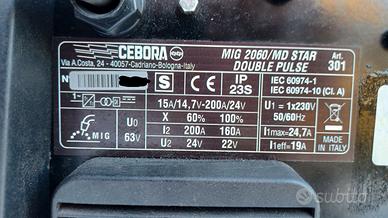 CEBORA
Via A.Costa, 24 - 40057-Cadriano-Bologna-Italy
MIG 2060/MD STAR
DOUBLE PULSE
Art.
301
N°
S
CE
IP
23S
IEC 60974-1
IEC 60974-10 (Cl. A)
15A/14,7V-200A/24V
X 60% 100%
I2 200A 160A
U2 24V 22V
MIG
U0
63V
U1=1x230V
50/60Hz
I1max=24,7A
I1eff=19A
MADE IN ITALY
subito